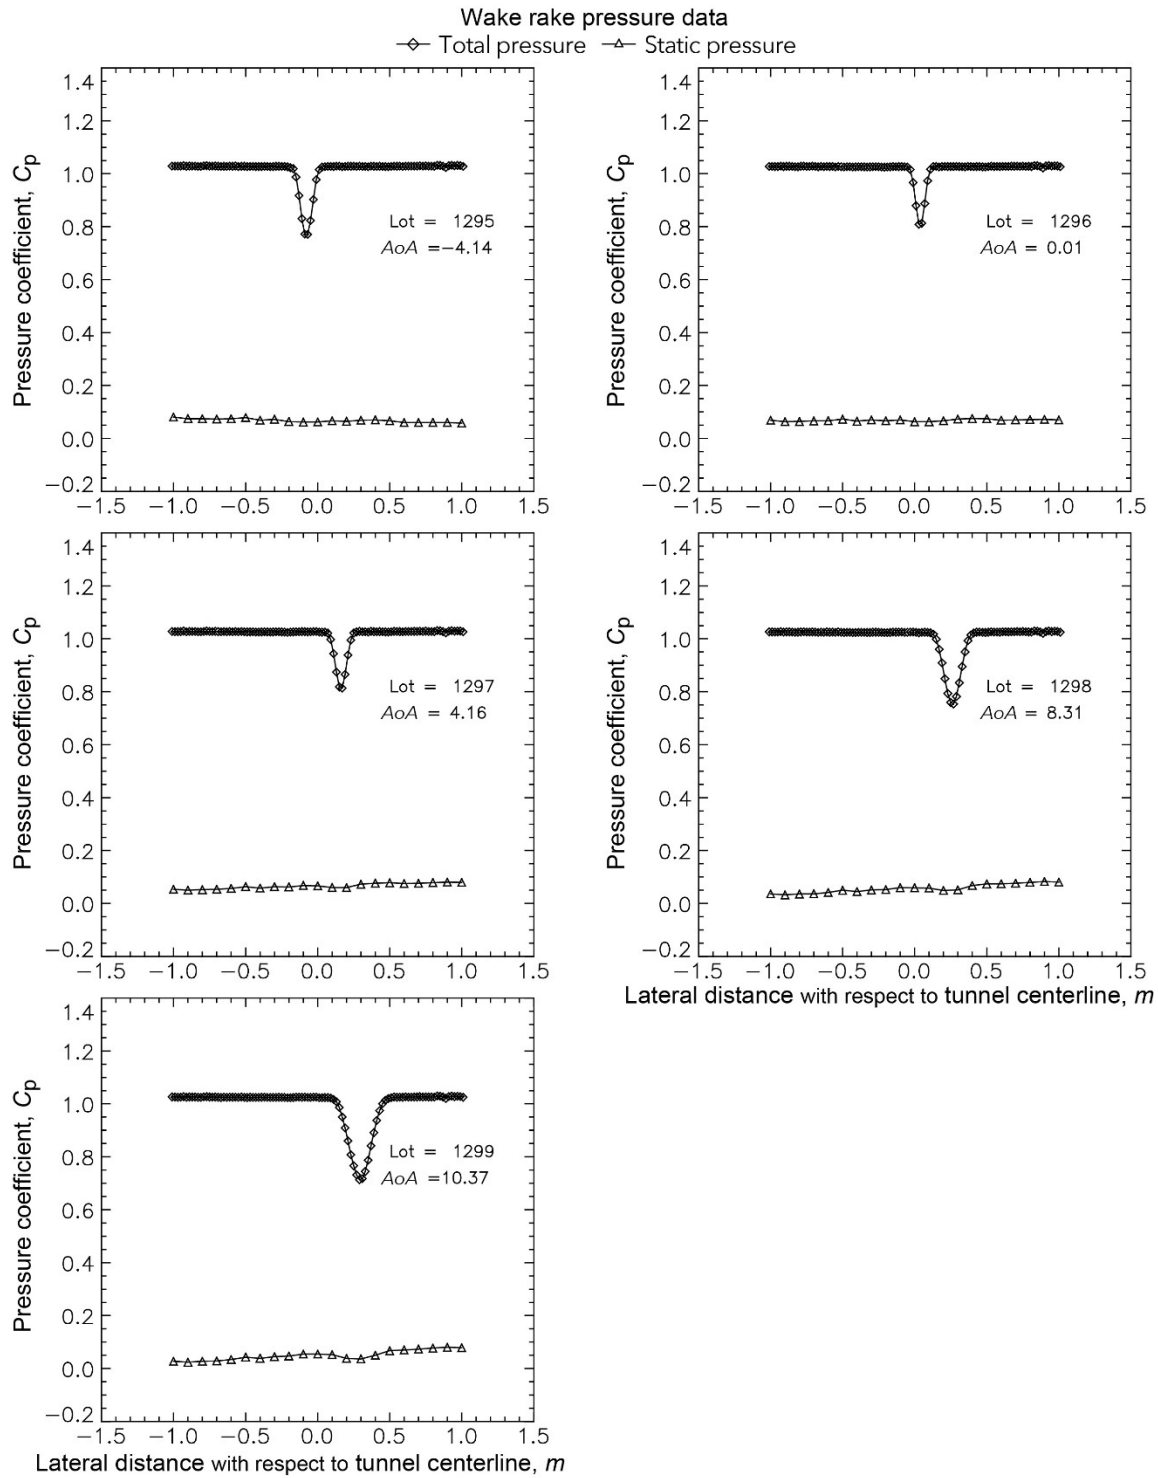 Wake rake pressure data
Total pressure Static pressure
1.4
1.2
1.0
0.8
0.6
0.4
0.2
0.0
−0.2
Pressure coefficient, Cp
Lot = 1295
AoA =−4.14
−1.5 −1.0 −0.5 0.0 0.5 1.0 1.5
1.4
1.2
1.0
0.8
0.6
0.4
0.2
0.0
−0.2
Pressure coefficient, Cp
Lot = 1296
AoA = 0.01
−1.5 −1.0 −0.5 0.0 0.5 1.0 1.5
1.4
1.2
1.0
0.8
0.6
0.4
0.2
0.0
−0.2
Pressure coefficient, Cp
Lot = 1297
AoA = 4.16
−1.5 −1.0 −0.5 0.0 0.5 1.0 1.5
1.4
1.2
1.0
0.8
0.6
0.4
0.2
0.0
−0.2
Pressure coefficient, Cp
Lot = 1298
AoA = 8.31
−1.5 −1.0 −0.5 0.0 0.5 1.0 1.5
Lateral distance with respect to tunnel centerline, m
1.4
1.2
1.0
0.8
0.6
0.4
0.2
0.0
−0.2
Pressure coefficient, Cp
Lot = 1299
AoA =10.37
−1.5 −1.0 −0.5 0.0 0.5 1.0 1.5
Lateral distance with respect to tunnel centerline, m